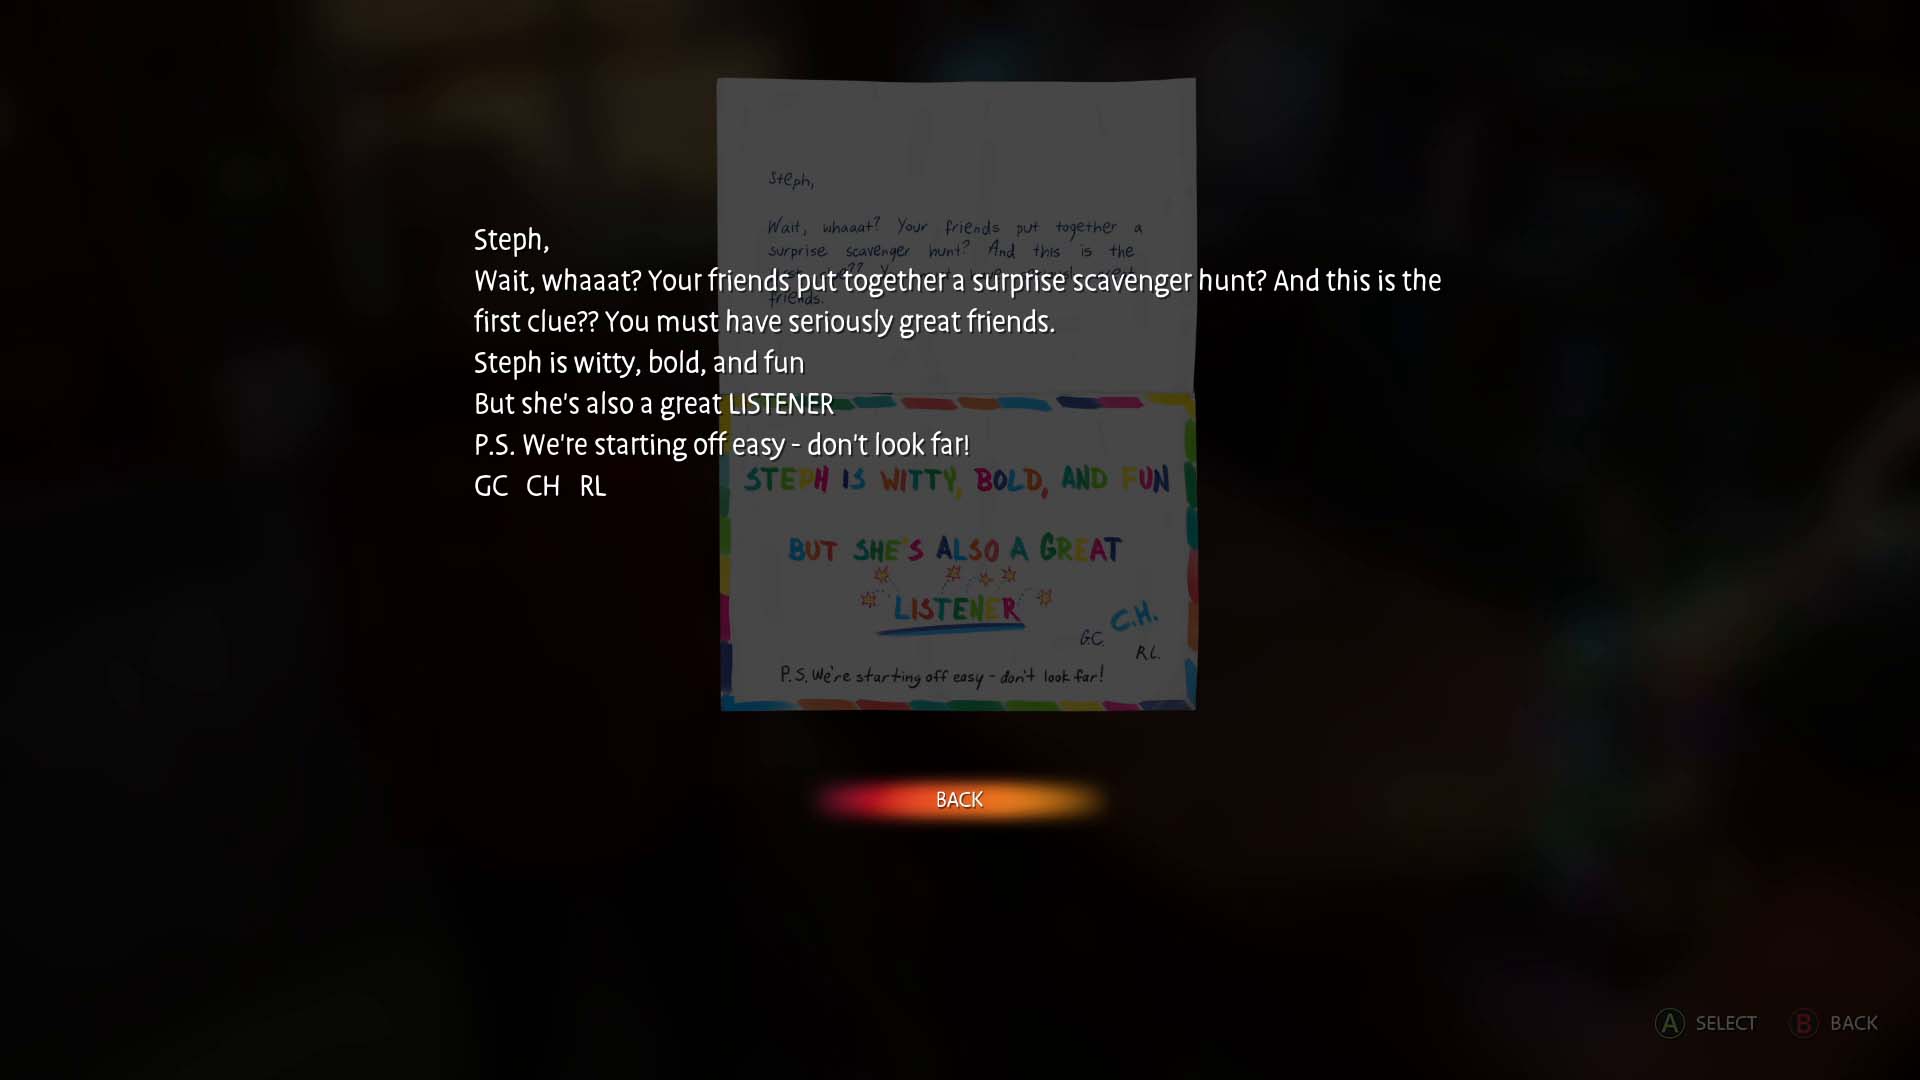 Steph,
Wait, whaaat? Your friends put together a surprise scavenger hunt? And this is the
first clue?? You must have seriously great friends.
Steph is witty, bold, and fun
But she's also a great LISTENER
P.S. We're starting off easy - don't look far!
GC CH RL
Steph,
Wait, whaaat? Your friends put together a
surprise scavenger hunt? And this is the
friends.
STEPH IS WITTY, BOLD, AND FUN
BUT SHE'S ALSO A GREAT
LISTENER
C.H.
G.C.
R.L.
P.S. We're starting off easy - don't look far!
BACK
A SELECT B BACK